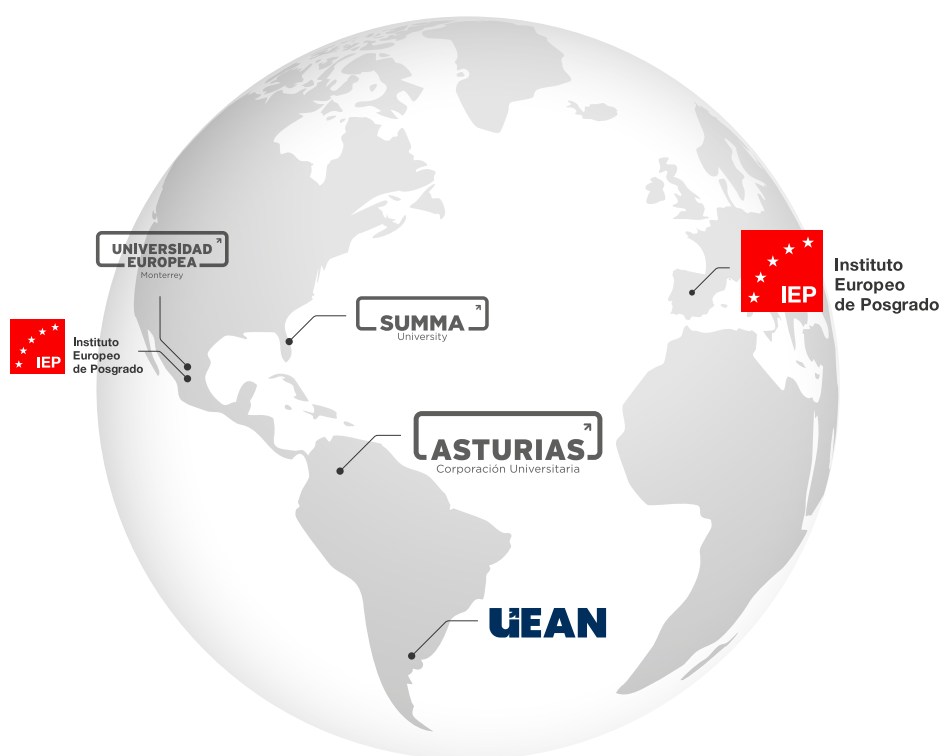 UNIVERSIDAD
EUROPEA
Monterrey
IEP
Instituto
Europeo
de Posgrado
SUMMA
University
IEP
Instituto
Europeo
de Posgrado
ASTURIAS
Corporación Universitaria
UEAN